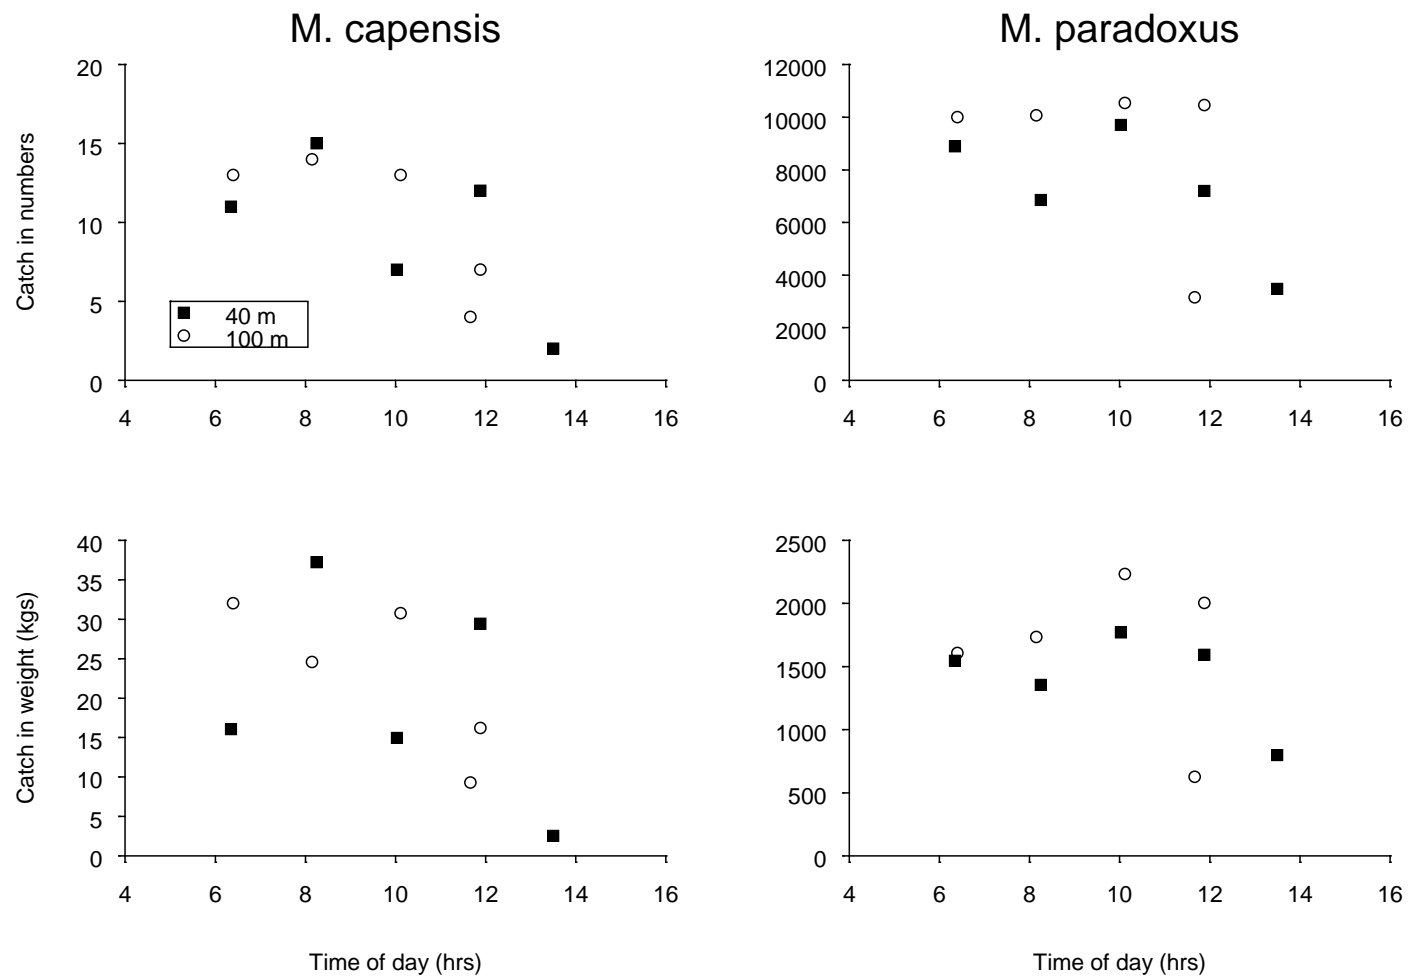 M. capensis
M. paradoxus
Catch in numbers
20
15
10
5
0
40 m
100 m
4 6 8 10 12 14 16
12000
10000
8000
6000
4000
2000
0
4 6 8 10 12 14 16
Catch in weight (kgs)
40
35
30
25
20
15
10
5
0
4 6 8 10 12 14 16
Time of day (hrs)
2500
2000
1500
1000
500
0
4 6 8 10 12 14 16
Time of day (hrs)